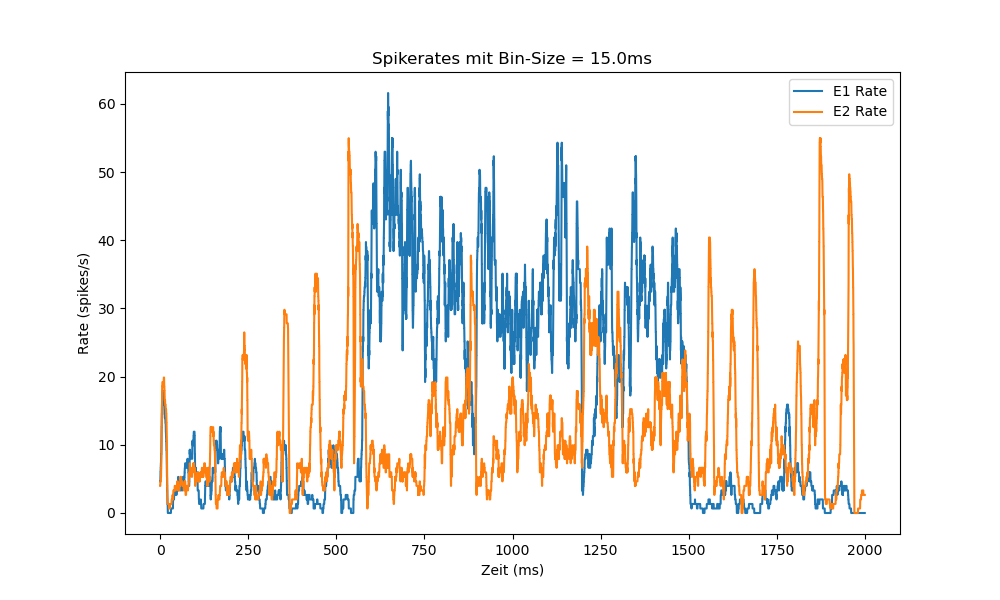 Spikerates mit Bin-Size = 15.0ms
E1 Rate
E2 Rate
Rate (spikes/s)
60
50
40
30
20
10
0
0 250 500 750 1000 1250 1500 1750 2000
Zeit (ms)